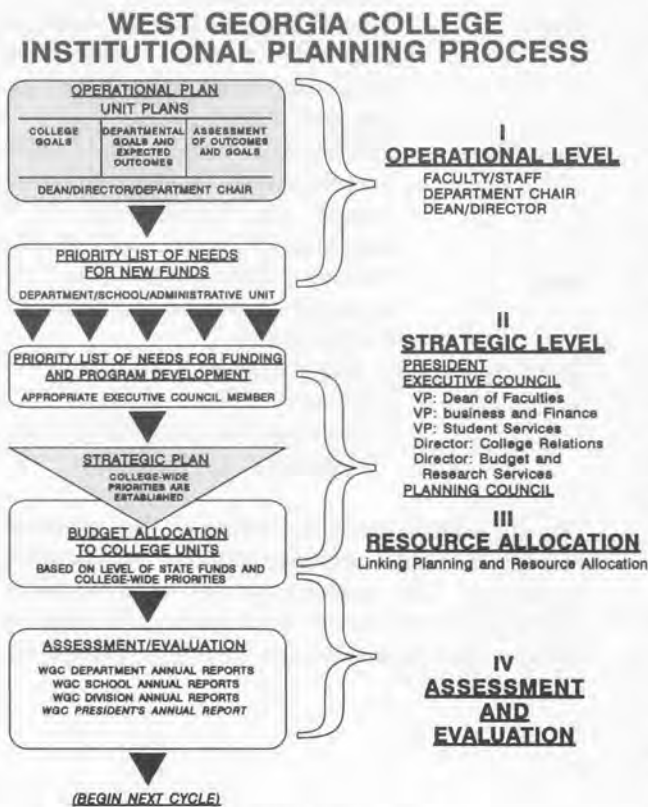 WEST GEORGIA COLLEGE
INSTITUTIONAL PLANNING PROCESS
OPERATIONAL PLAN
UNIT PLANS
COLLEGE
GOALS
DEPARTMENTAL
GOALS AND
EXPECTED
OUTCOMES
ASSESSMENT
OF OUTCOMES
AND GOALS
DEAN/DIRECTOR/DEPARTMENT CHAIR
I
OPERATIONAL LEVEL
FACULTY/STAFF
DEPARTMENT CHAIR
DEAN/DIRECTOR
PRIORITY LIST OF NEEDS
FOR NEW FUNDS
DEPARTMENT/SCHOOL/ADMINISTRATIVE UNIT
PRIORITY LIST OF NEEDS FOR FUNDING
AND PROGRAM DEVELOPMENT
APPROPRIATE EXECUTIVE COUNCIL MEMBER
II
STRATEGIC LEVEL
PRESIDENT
EXECUTIVE COUNCIL
VP: Dean of Faculties
VP: business and Finance
VP: Student Services
Director: College Relations
Director: Budget and
Research Services
PLANNING COUNCIL
STRATEGIC PLAN
COLLEGE-WIDE
PRIORITIES ARE
ESTABLISHED
BUDGET ALLOCATION
TO COLLEGE UNITS
BASED ON LEVEL OF STATE FUNDS AND
COLLEGE-WIDE PRIORITIES
III
RESOURCE ALLOCATION
Linking Planning and Resource Allocation
ASSESSMENT/EVALUATION
WGC DEPARTMENT ANNUAL REPORTS
WGC SCHOOL ANNUAL REPORTS
WGC DIVISION ANNUAL REPORTS
WGC PRESIDENT'S ANNUAL REPORT
IV
ASSESSMENT
AND
EVALUATION
(BEGIN NEXT CYCLE)